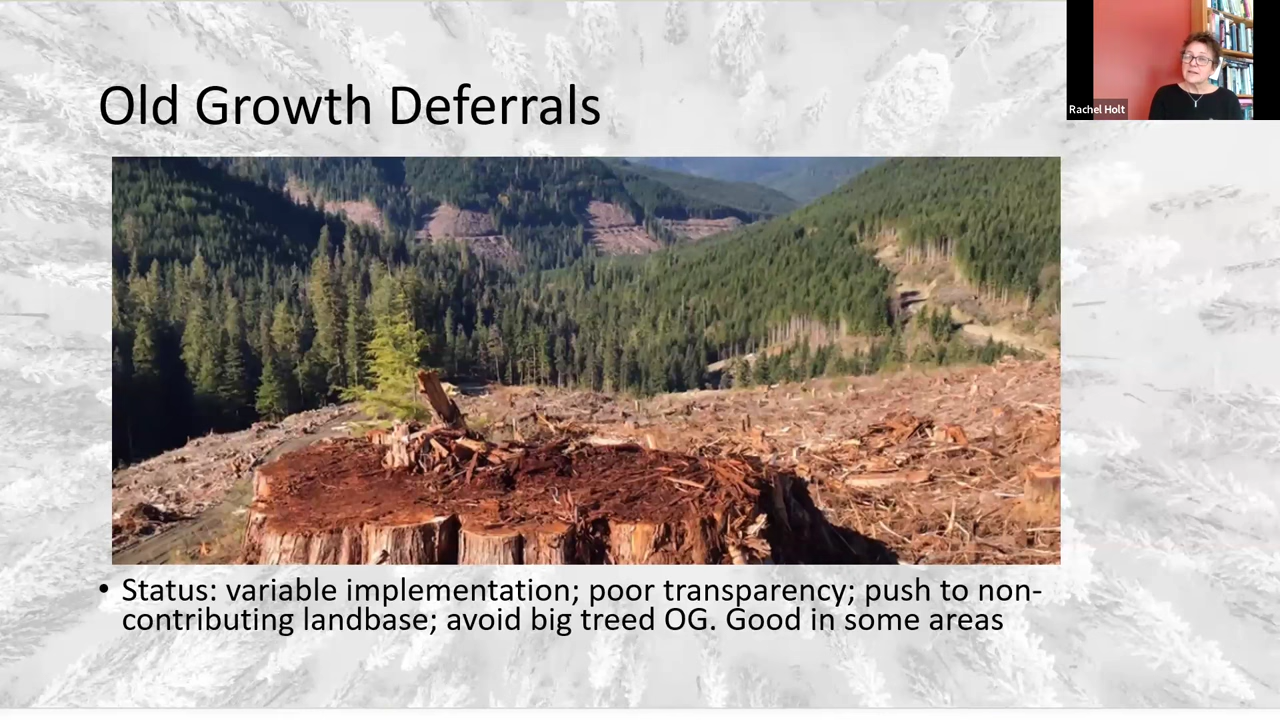 Rachel Holt
Old Growth Deferrals
• Status: variable implementation; poor transparency; push to non-
contributing landbase; avoid big treed OG. Good in some areas